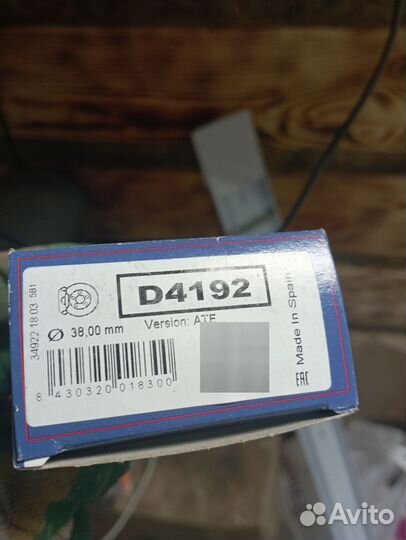 D4192
Ø 38,00 mm
Version: ATE
8 430320 018300
34922 18 03 581
Made In Spain
EAC
Avito